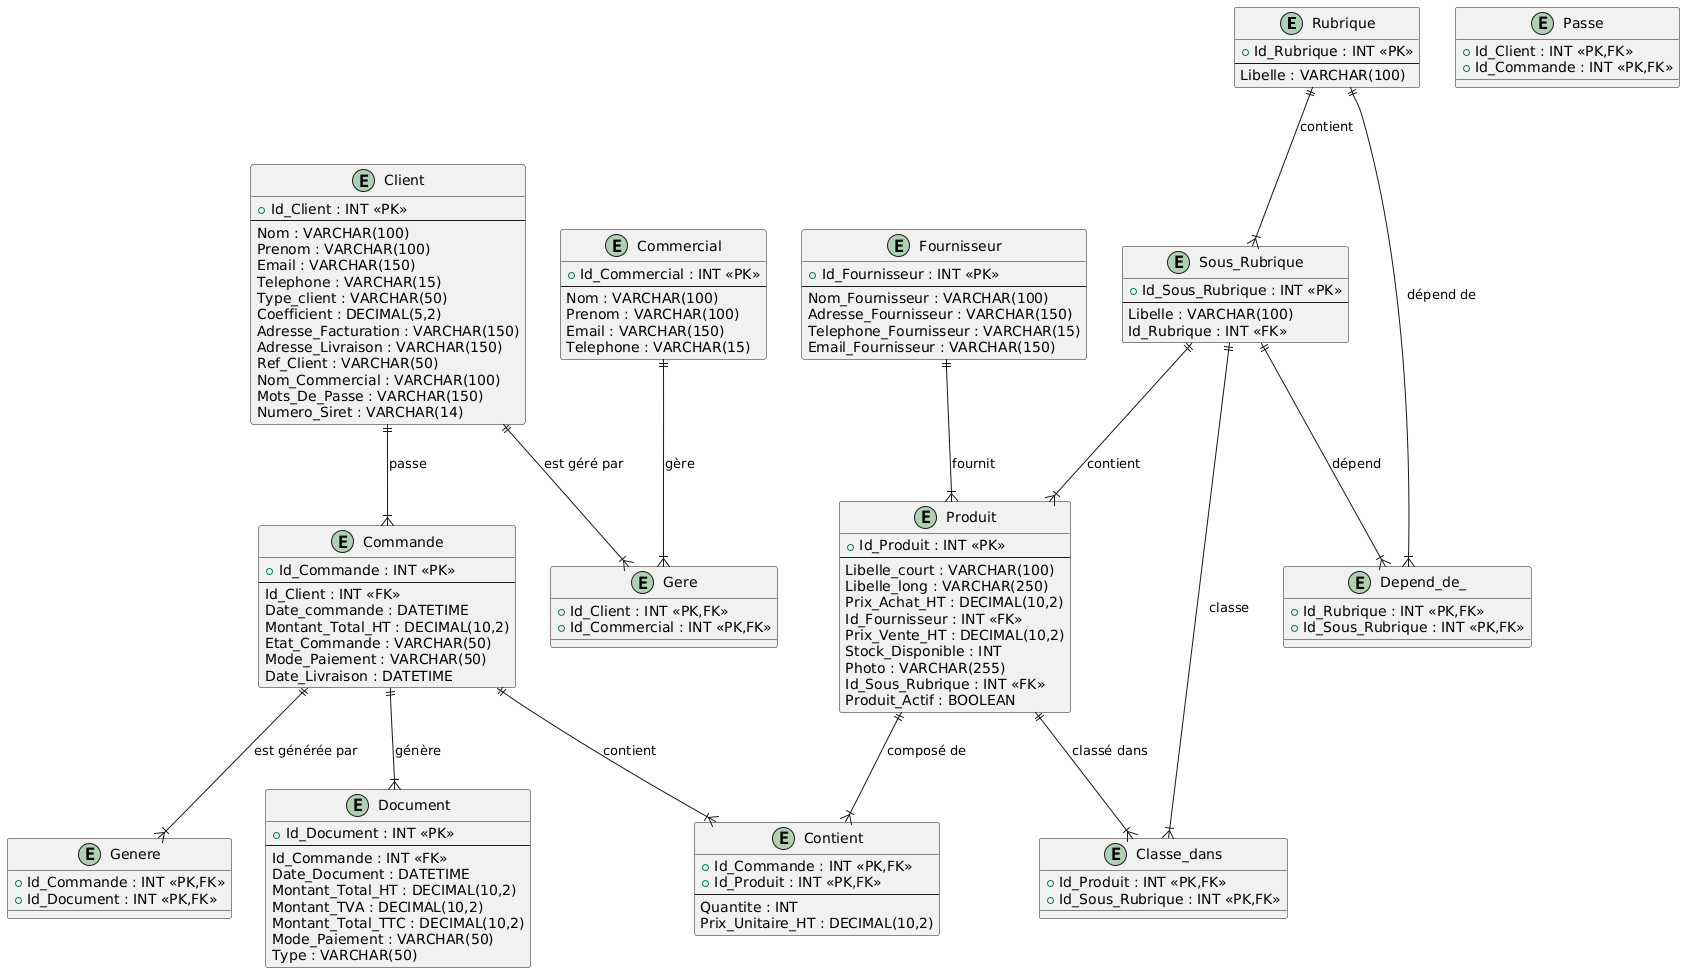 E Rubrique
Id_Rubrique : INT «PK»
Libelle : VARCHAR(100)
E Passe
Id_Client : INT «PK,FK»
Id_Commande : INT «PK,FK»
contient
E Client
Id_Client : INT «PK»
Nom : VARCHAR(100)
Prenom : VARCHAR(100)
Email : VARCHAR(150)
Telephone : VARCHAR(15)
Type_client : VARCHAR(50)
Coefficient : DECIMAL(5,2)
Adresse_Facturation : VARCHAR(150)
Adresse_Livraison : VARCHAR(150)
Ref_Client : VARCHAR(50)
Nom_Commercial : VARCHAR(100)
Mots_De_Passe : VARCHAR(150)
Numero_Siret : VARCHAR(14)
E Commercial
Id_Commercial : INT «PK»
Nom : VARCHAR(100)
Prenom : VARCHAR(100)
Email : VARCHAR(150)
Telephone : VARCHAR(15)
E Fournisseur
Id_Fournisseur : INT «PK»
Nom_Fournisseur : VARCHAR(100)
Adresse_Fournisseur : VARCHAR(150)
Telephone_Fournisseur : VARCHAR(15)
Email_Fournisseur : VARCHAR(150)
E Sous_Rubrique
Id_Sous_Rubrique : INT «PK»
Libelle : VARCHAR(100)
Id_Rubrique : INT «FK»
dépend de
passe
est géré par
gère
fournit
contient
dépend
E Commande
Id_Commande : INT «PK»
Id_Client : INT «FK»
Date_commande : DATETIME
Montant_Total_HT : DECIMAL(10,2)
Etat_Commande : VARCHAR(50)
Mode_Paiement : VARCHAR(50)
Date_Livraison : DATETIME
E Gere
Id_Client : INT «PK,FK»
Id_Commercial : INT «PK,FK»
E Produit
Id_Produit : INT «PK»
Libelle_court : VARCHAR(100)
Libelle_long : VARCHAR(250)
Prix_Achat_HT : DECIMAL(10,2)
Id_Fournisseur : INT «FK»
Prix_Vente_HT : DECIMAL(10,2)
Stock_Disponible : INT
Photo : VARCHAR(255)
Id_Sous_Rubrique : INT «FK»
Produit_Actif : BOOLEAN
classe
E Depend_de_
Id_Rubrique : INT «PK,FK»
Id_Sous_Rubrique : INT «PK,FK»
est générée par
génère
contient
composé de
classé dans
E Genere
Id_Commande : INT «PK,FK»
Id_Document : INT «PK,FK»
E Document
Id_Document : INT «PK»
Id_Commande : INT «FK»
Date_Document : DATETIME
Montant_Total_HT : DECIMAL(10,2)
Montant_TVA : DECIMAL(10,2)
Montant_Total_TTC : DECIMAL(10,2)
Mode_Paiement : VARCHAR(50)
Type : VARCHAR(50)
E Contient
Id_Commande : INT «PK,FK»
Id_Produit : INT «PK,FK»
Quantite : INT
Prix_Unitaire_HT : DECIMAL(10,2)
E Classe_dans
Id_Produit : INT «PK,FK»
Id_Sous_Rubrique : INT «PK,FK»